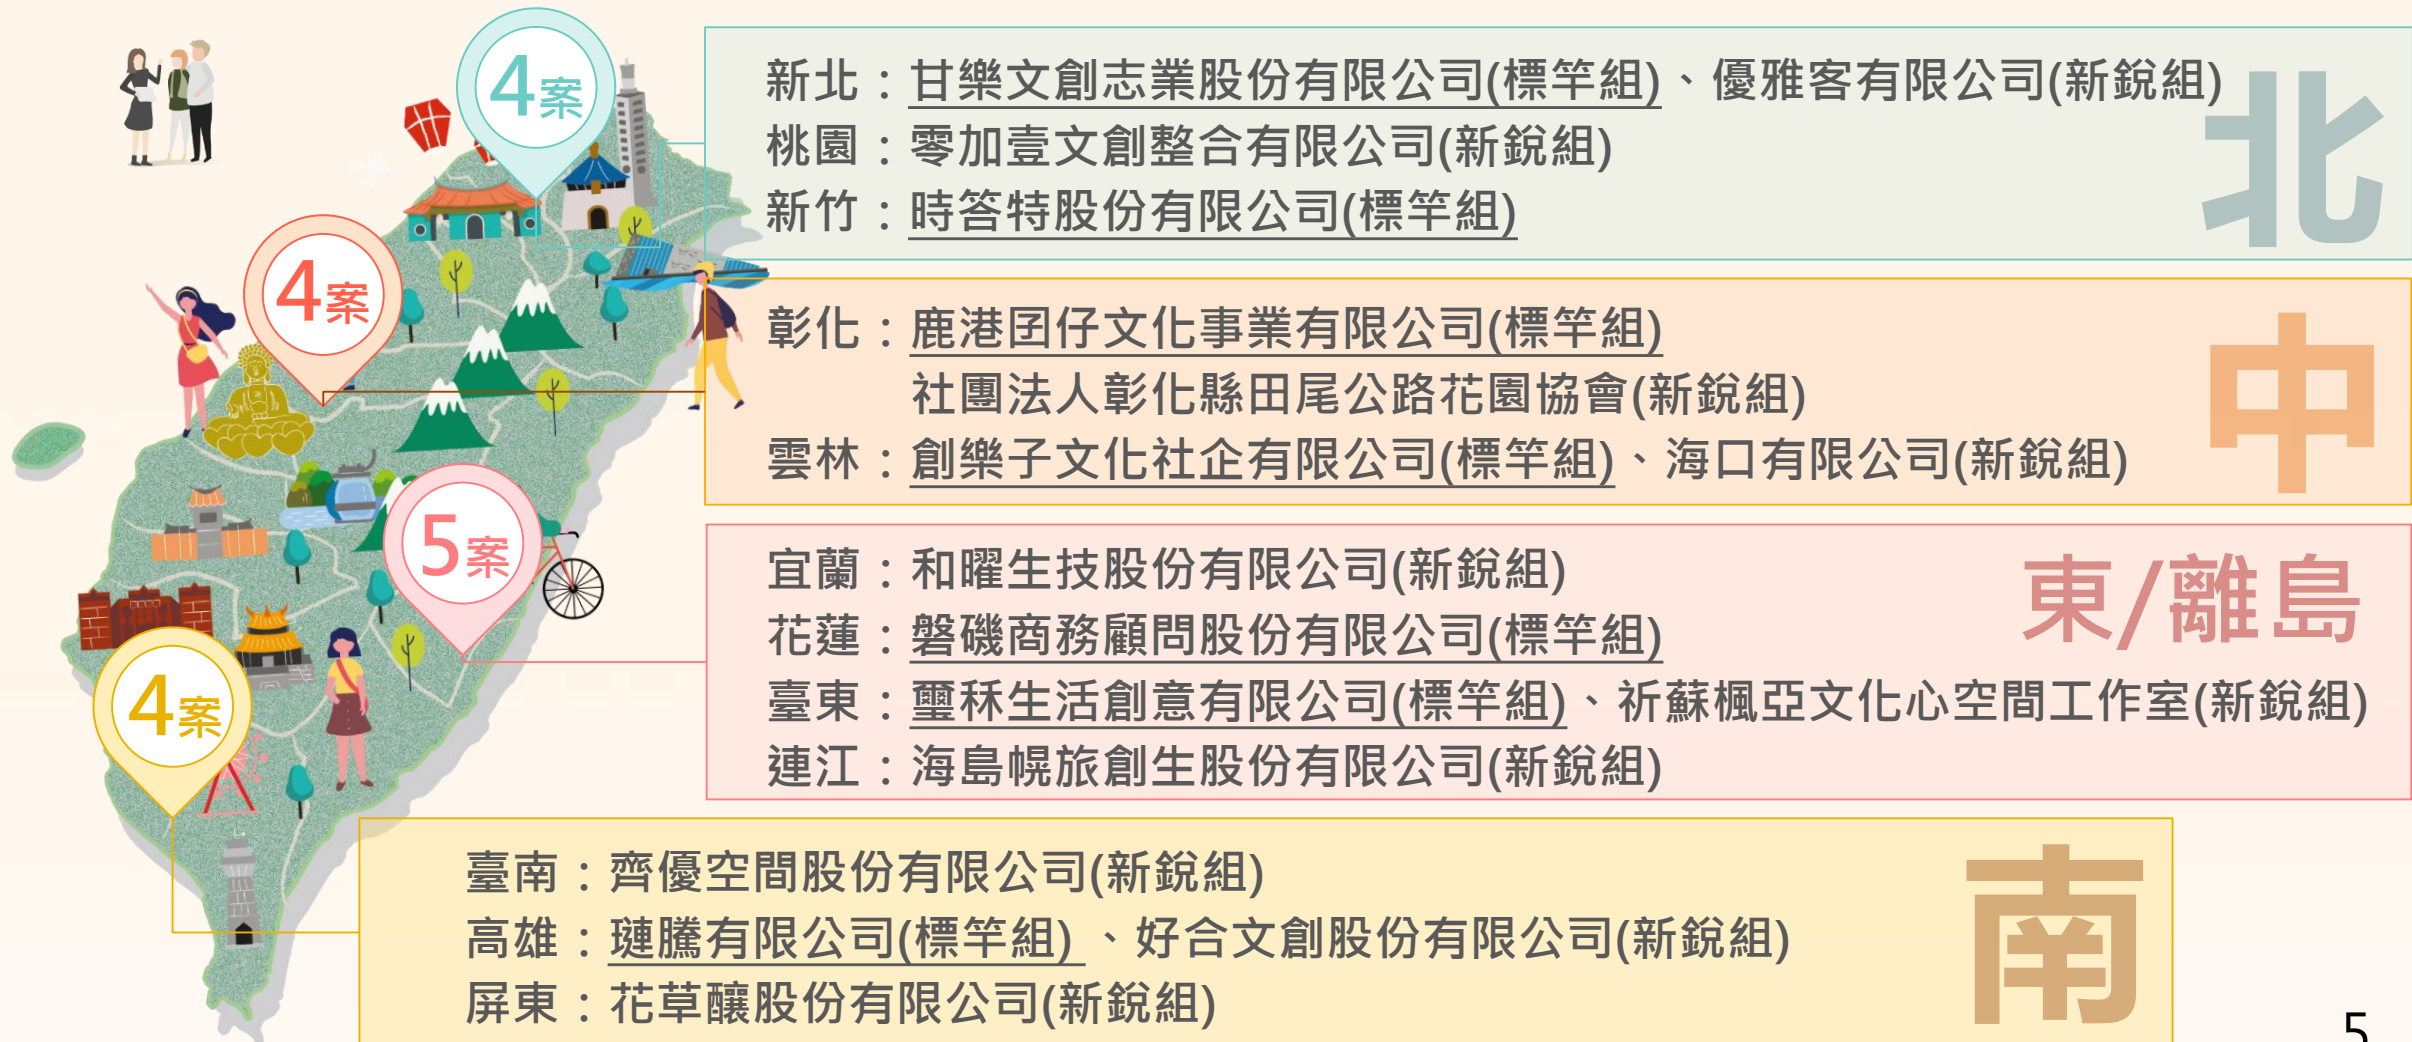 4案
新北：甘樂文創志業股份有限公司(標竿組)、優雅客有限公司(新銳組)
桃園：零加壹文創整合有限公司(新銳組)
新竹：時答特股份有限公司(標竿組)
北
4案
彰化：鹿港囝仔文化事業有限公司(標竿組)
社團法人彰化縣田尾公路花園協會(新銳組)
雲林：創樂子文化社企有限公司(標竿組)、海口有限公司(新銳組)
中
5案
宜蘭：和曜生技股份有限公司(新銳組)
花蓮：磐磯商務顧問股份有限公司(標竿組)
臺東：璽秝生活創意有限公司(標竿組)、祈蘇楓亞文化心空間工作室(新銳組)
連江：海島幌旅創生股份有限公司(新銳組)
東/離島
4案
臺南：齊優空間股份有限公司(新銳組)
高雄：璉騰有限公司(標竿組)、好合文創股份有限公司(新銳組)
屏東：花草釀股份有限公司(新銳組)
南
5